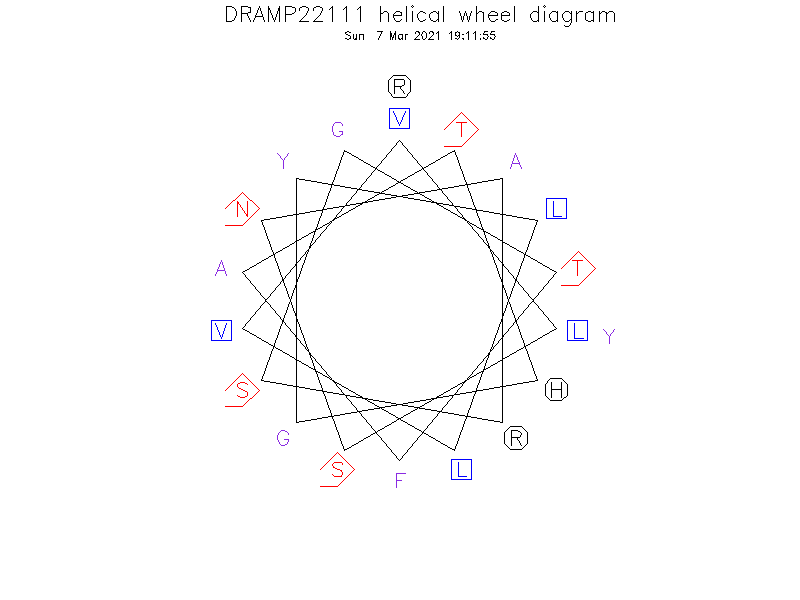 DRAMP22111 helical wheel diagram
Sun 7 Mar 2021 19:11:55
R
V
G T
Y A
N L
A T
V L Y
S H
G R
S L
F